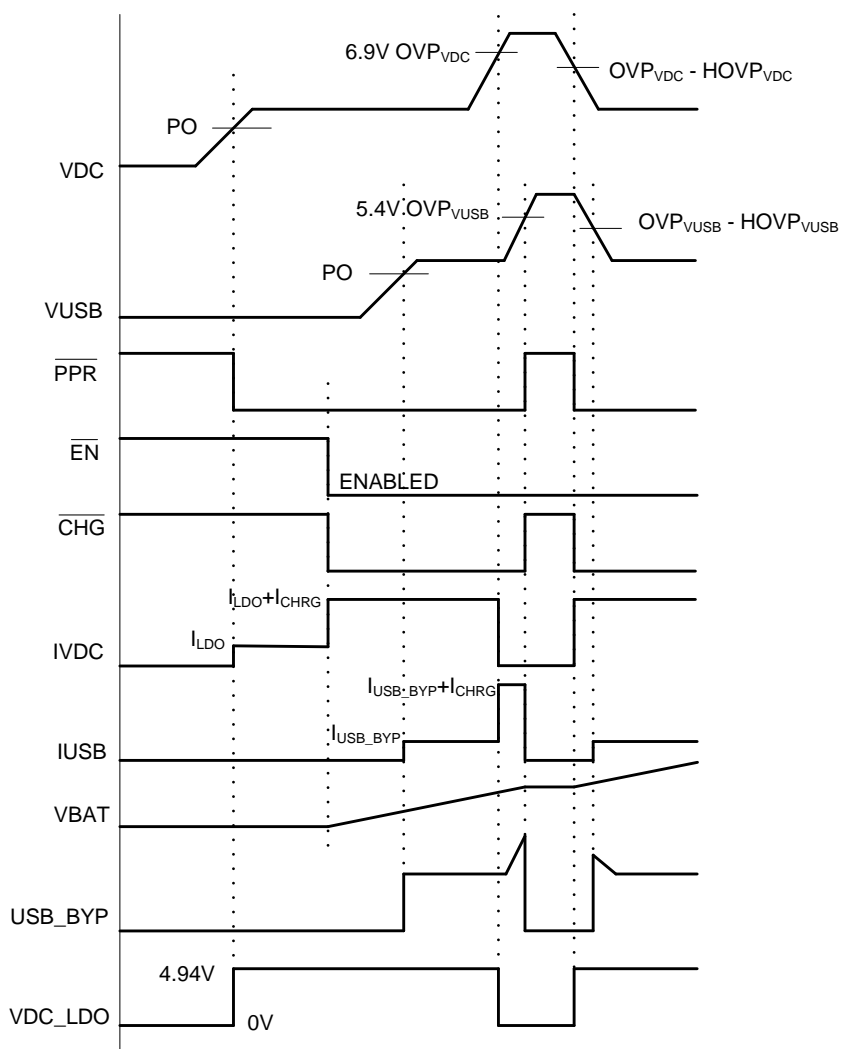 6.9V OVPVDC
OVPVDC - HOVPVDC
PO
VDC
5.4V OVPVUSB
OVPVUSB - HOVPVUSB
PO
VUSB
PPR
EN
ENABLED
CHG
ILDO+ICHRG
ILDO
IVDC
IUSB_BYP+ICHRG
IUSB_BYP
IUSB
VBAT
USB_BYP
4.94V
VDC_LDO
0V